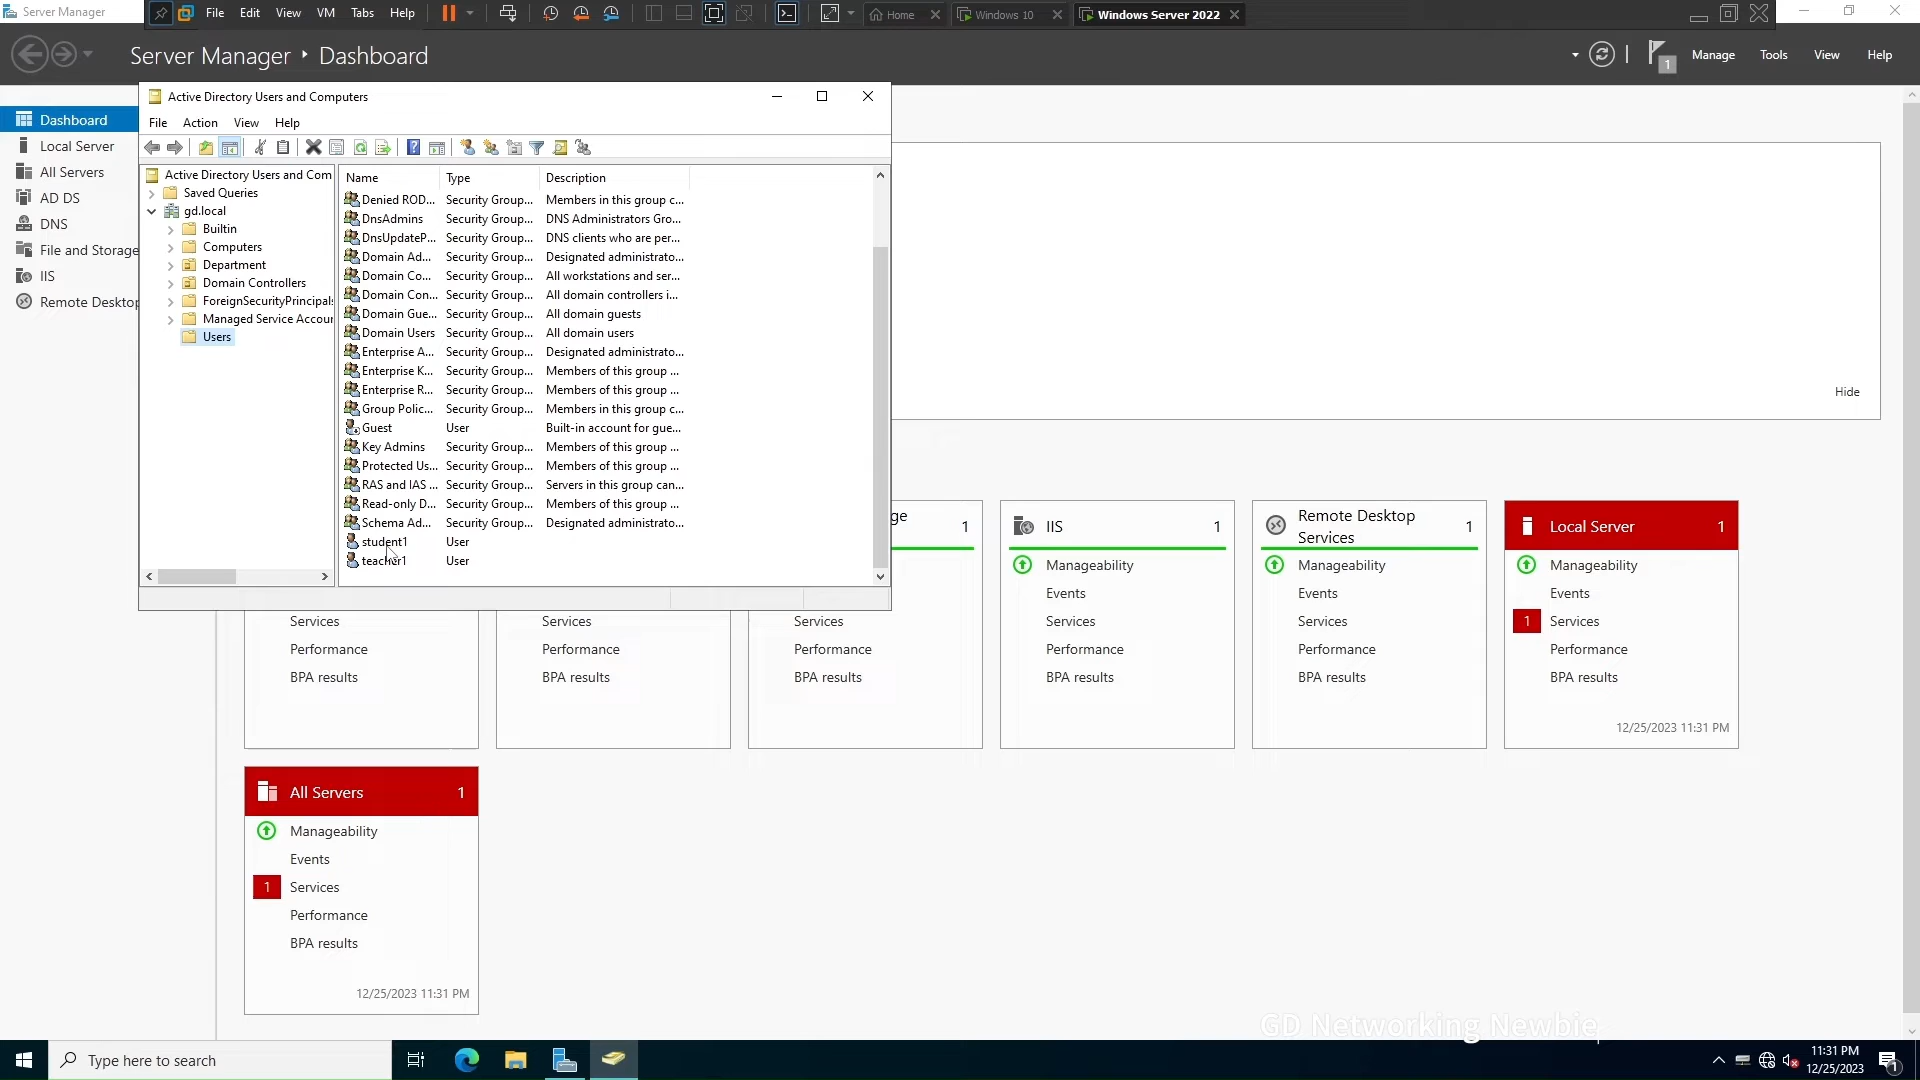 Server Manager
File Edit View VM Tabs Help
Home
Windows 10
Windows Server 2022
Server Manager ‣ Dashboard
1
Manage Tools View Help
Dashboard
Local Server
All Servers
AD DS
DNS
File and Storage
IIS
Remote Desktop
Active Directory Users and Computers
File Action View Help
Active Directory Users and Com
Saved Queries
gd.local
Builtin
Computers
Department
Domain Controllers
ForeignSecurityPrincipals
Managed Service Accour
Users
Name Type Description
Denied ROD... Security Group... Members in this group c...
DnsAdmins Security Group... DNS Administrators Gro...
DnsUpdateP... Security Group... DNS clients who are per...
Domain Ad... Security Group... Designated administrato...
Domain Co... Security Group... All workstations and ser...
Domain Con... Security Group... All domain controllers i...
Domain Gue... Security Group... All domain guests
Domain Users Security Group... All domain users
Enterprise A... Security Group... Designated administrato...
Enterprise K... Security Group... Members of this group ...
Enterprise R... Security Group... Members of this group ...
Group Polic... Security Group... Members in this group c...
Guest User Built-in account for gue...
Key Admins Security Group... Members of this group ...
Protected Us... Security Group... Members of this group ...
RAS and IAS ... Security Group... Servers in this group can...
Read-only D... Security Group... Members of this group ...
Schema Ad... Security Group... Designated administrato...
student1 User
teacher1 User
Hide
Services
Performance
BPA results
Services
Performance
BPA results
ge 1
Services
Performance
BPA results
IIS 1
Manageability
Events
Services
Performance
BPA results
Remote Desktop
Services
1
Manageability
Events
Services
Performance
BPA results
Local Server 1
Manageability
Events
1 Services
Performance
BPA results
12/25/2023 11:31 PM
All Servers 1
Manageability
Events
1 Services
Performance
BPA results
12/25/2023 11:31 PM
GD Networking Newbie
Type here to search
11:31 PM
12/25/2023
1